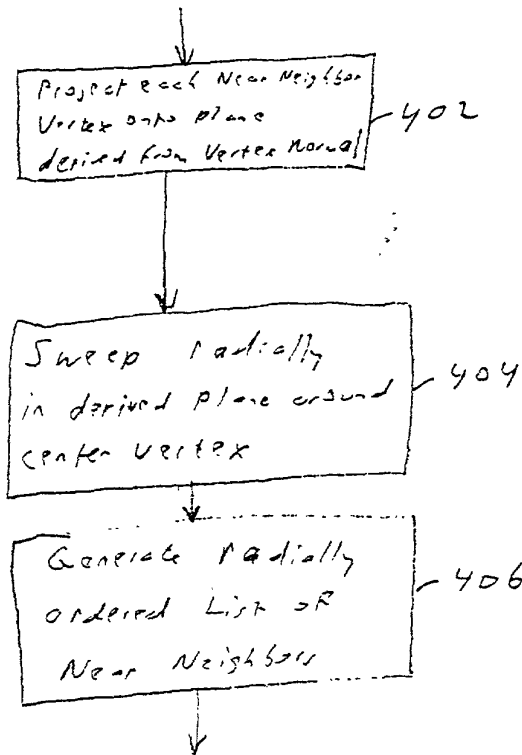 Project each Near Neighbor
Vertex onto plane
derived from Vertex Normal
402
Sweep radially
in derived plane around
center vertex
404
Generate radially
ordered List of
Near Neighbors
406